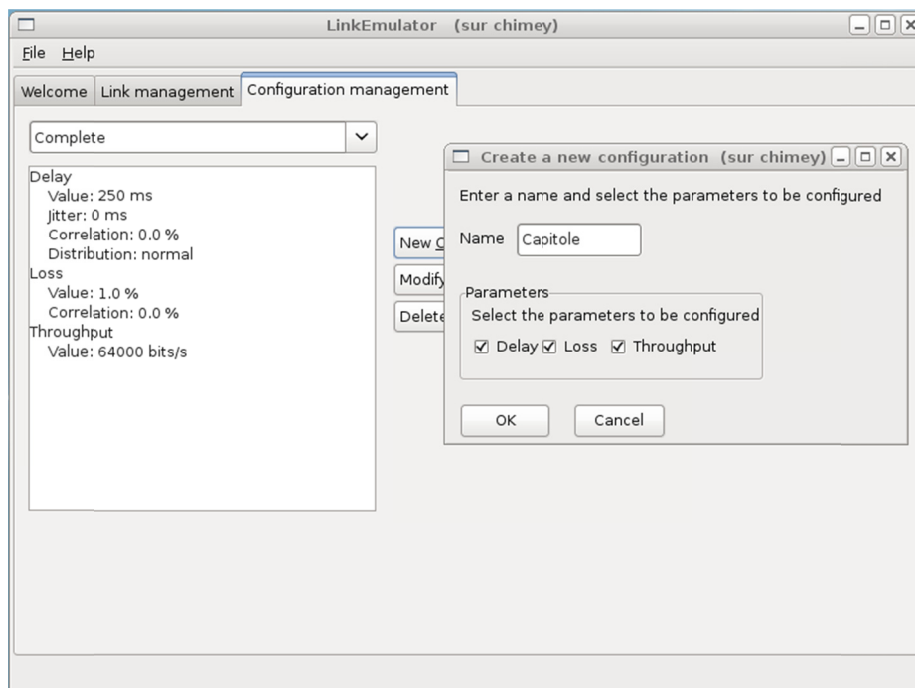 LinkEmulator (sur chimey)
File Help
Welcome Link management Configuration management
Complete
Delay
Value: 250 ms
Jitter: 0 ms
Correlation: 0.0 %
Distribution: normal
Loss
Value: 1.0 %
Correlation: 0.0 %
Throughput
Value: 64000 bits/s
New C
Modify
Delete
Create a new configuration (sur chimey)
Enter a name and select the parameters to be configured
Name Capitole
Parameters
Select the parameters to be configured
Delay Loss Throughput
OK Cancel